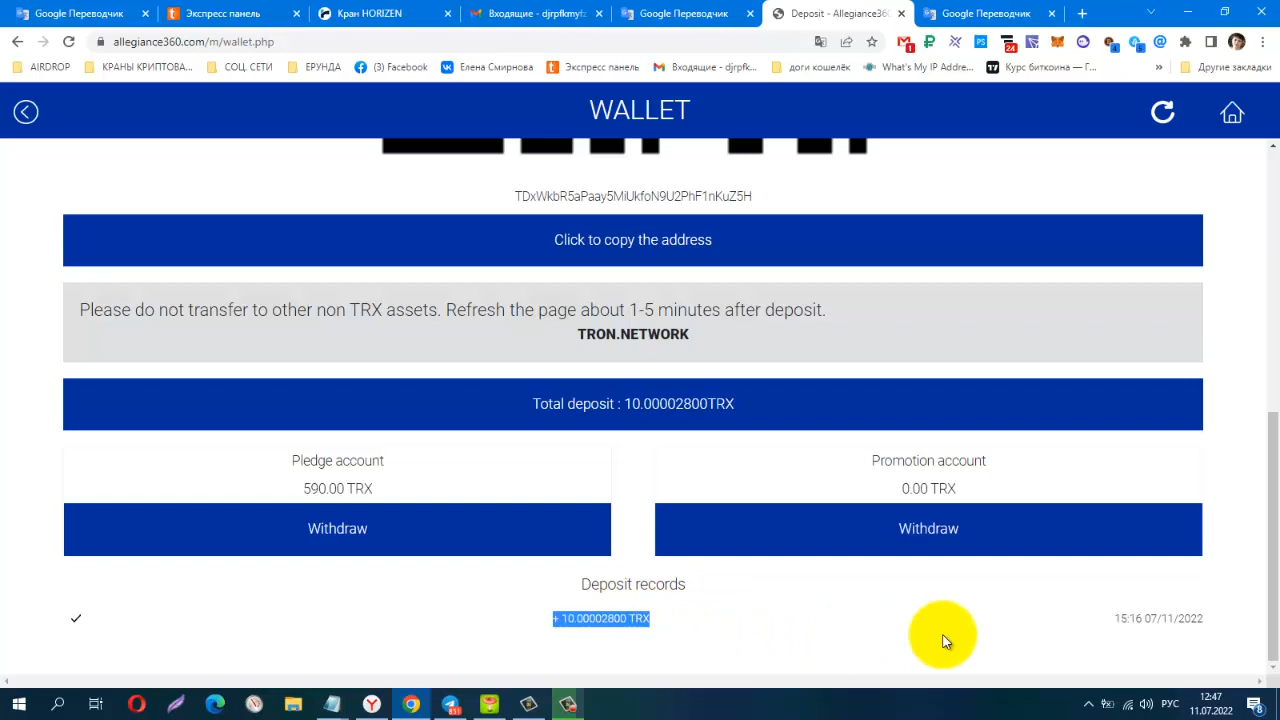 Google Переводчик
Экспресс панель
Кран HORIZEN
Входящие - djrpfkmyfz
Google Переводчик
Deposit - Allegiance360
Google Переводчик
allegiance360.com/m/wallet.php
AIRDROP
КРАНЫ КРИПТОВА...
СОЦ. СЕТИ
ЕРУНДА
(3) Facebook
Елена Смирнова
Экспресс панель
Входящие - djrpfk...
доги кошелёк
What's My IP Address...
Курс биткоина — Г...
Другие закладки
WALLET
TDxWkbR5aPaay5MiUkfoN9U2PhF1nKuZ5H
Click to copy the address
Please do not transfer to other non TRX assets. Refresh the page about 1-5 minutes after deposit.
TRON.NETWORK
Total deposit : 10.00002800TRX
Pledge account
590.00 TRX
Withdraw
Promotion account
0.00 TRX
Withdraw
Deposit records
+ 10.00002800 TRX
15:16 07/11/2022
РУС
12:47
11.07.2022